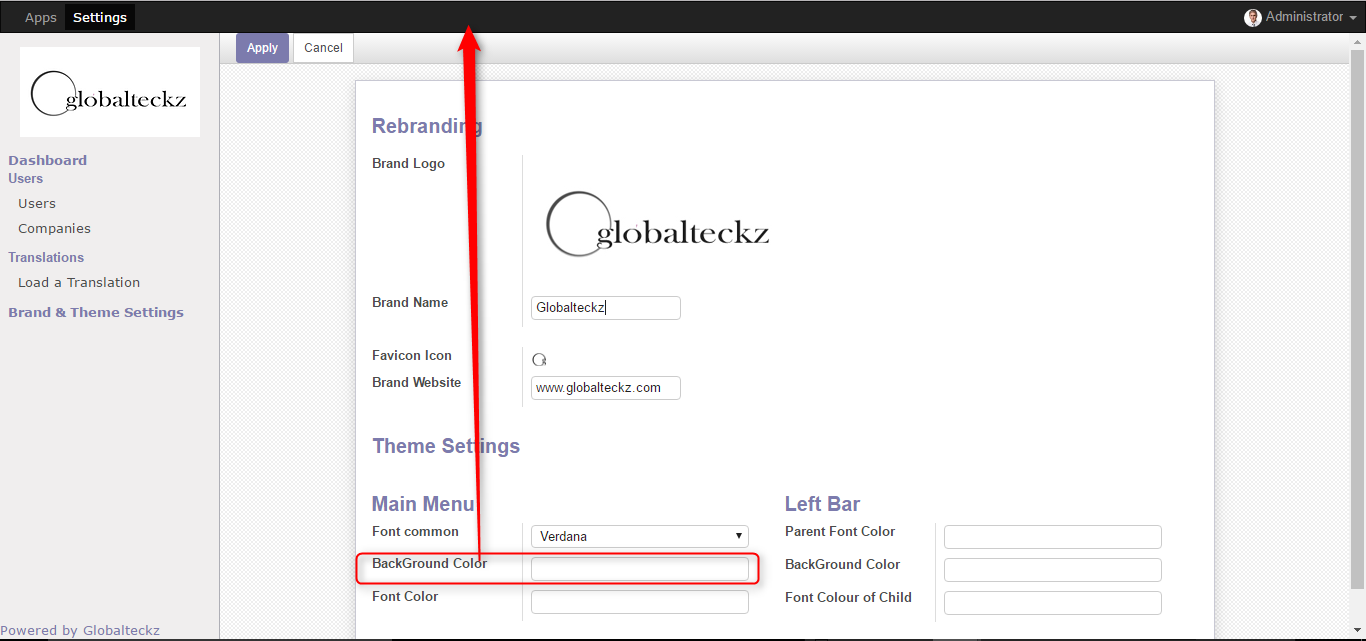 Apps Settings Administrator
Apply Cancel
globalteckz
Dashboard
Users
Users
Companies
Translations
Load a Translation
Brand & Theme Settings
Powered by Globalteckz
Rebranding
Brand Logo
globalteckz
Brand Name Globalteckz
Favicon Icon
Brand Website www.globalteckz.com
Theme Settings
Main Menu
Font common Verdana
BackGround Color
Font Color
Left Bar
Parent Font Color
BackGround Color
Font Colour of Child